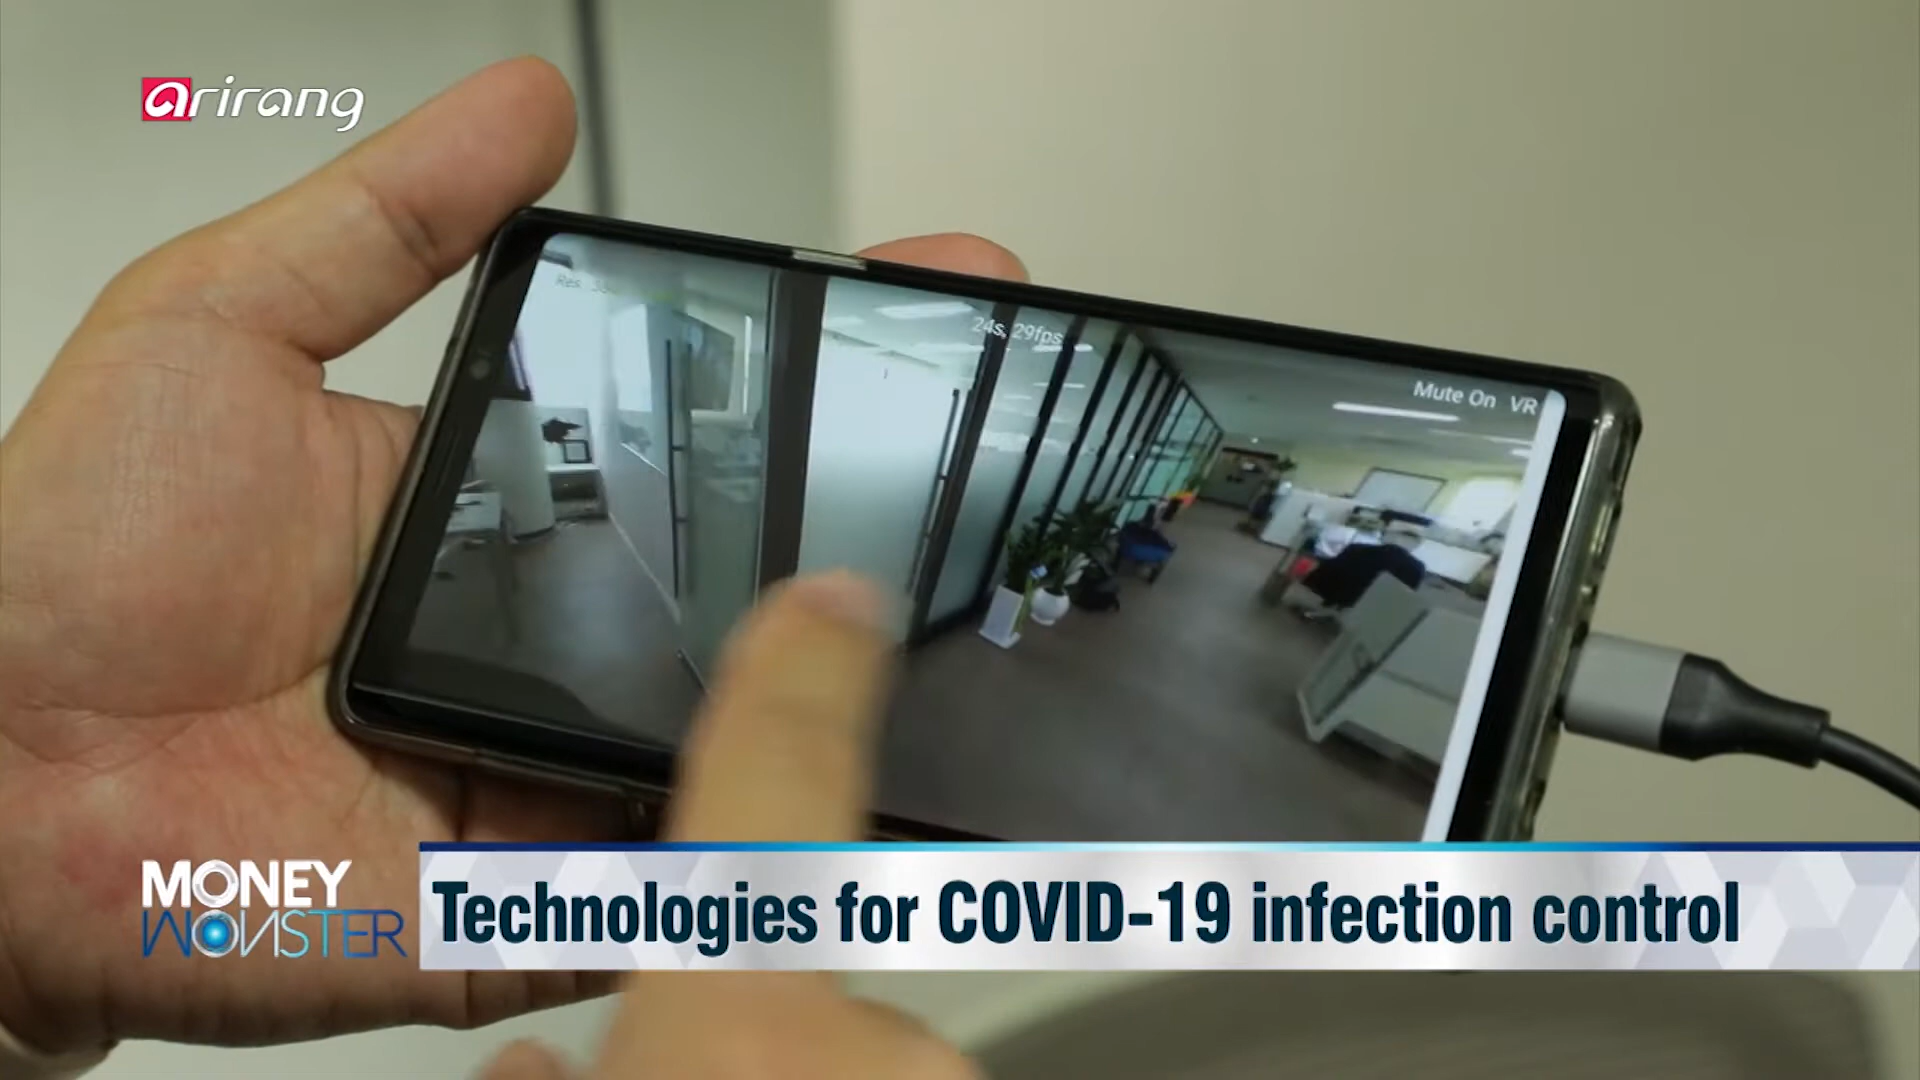 arirang
24s, 29fps
Mute On VR
MONEY
MONSTER
Technologies for COVID-19 infection control